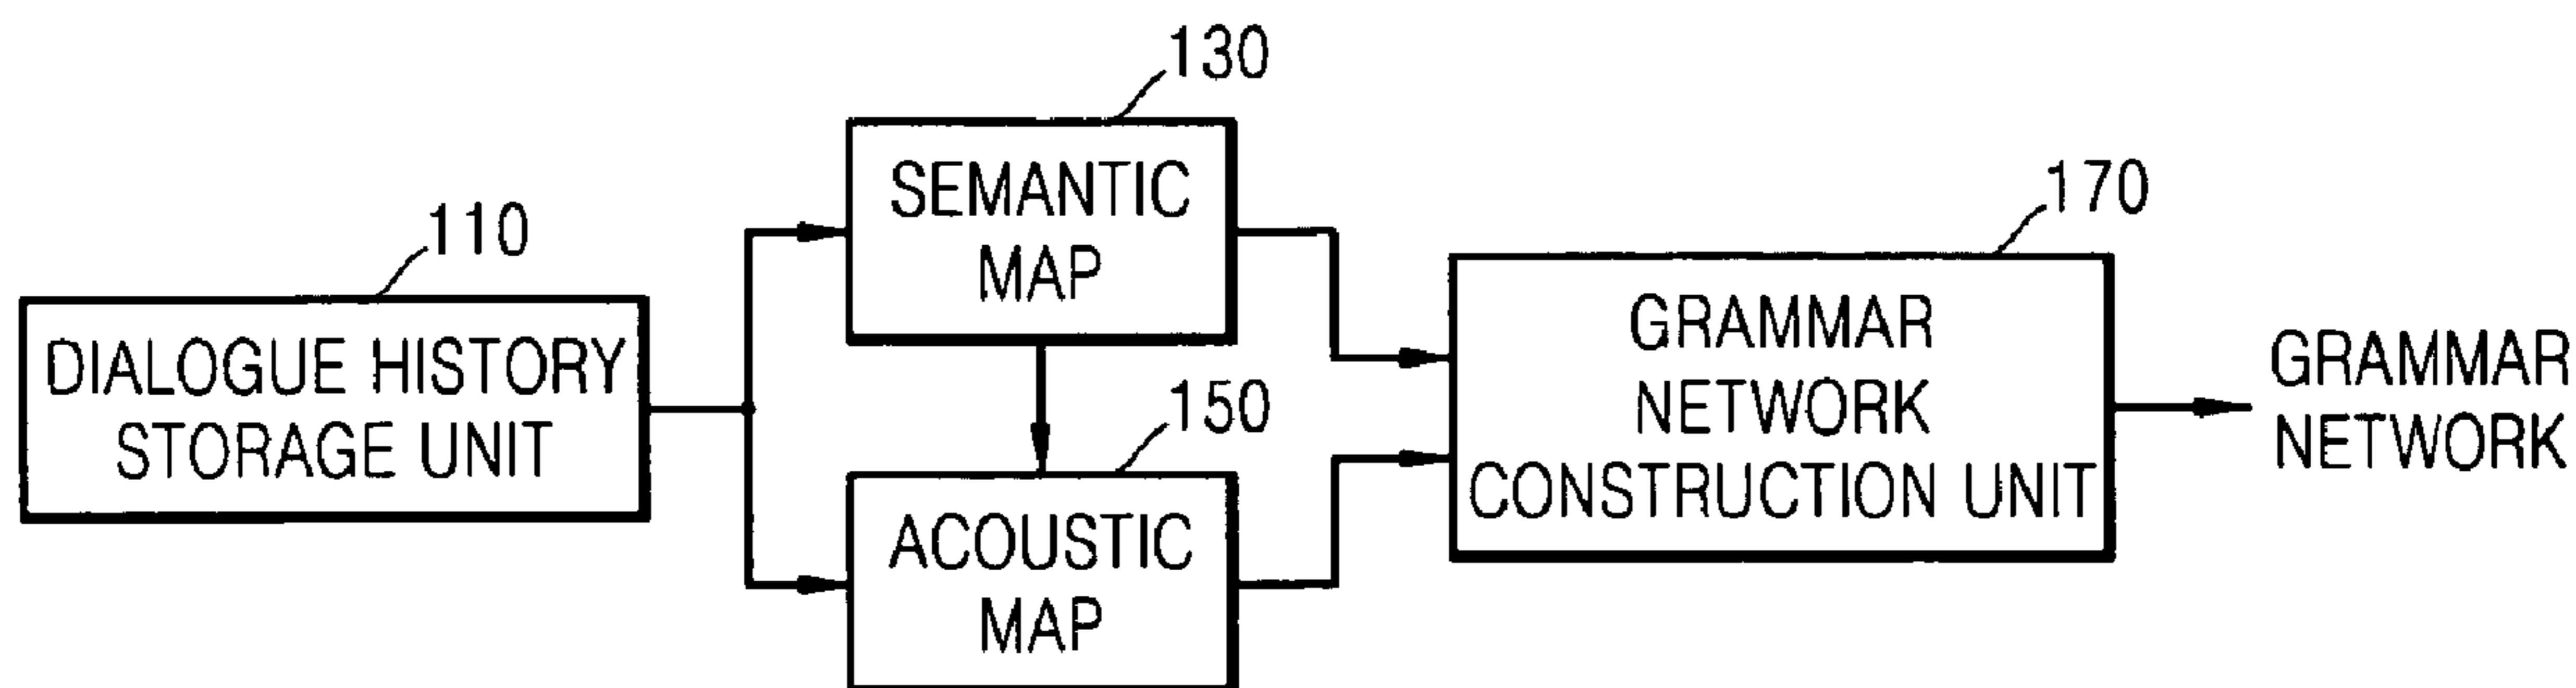 110
DIALOGUE HISTORY
STORAGE UNIT
130
SEMANTIC
MAP
150
ACOUSTIC
MAP
170
GRAMMAR
NETWORK
CONSTRUCTION UNIT
GRAMMAR
NETWORK